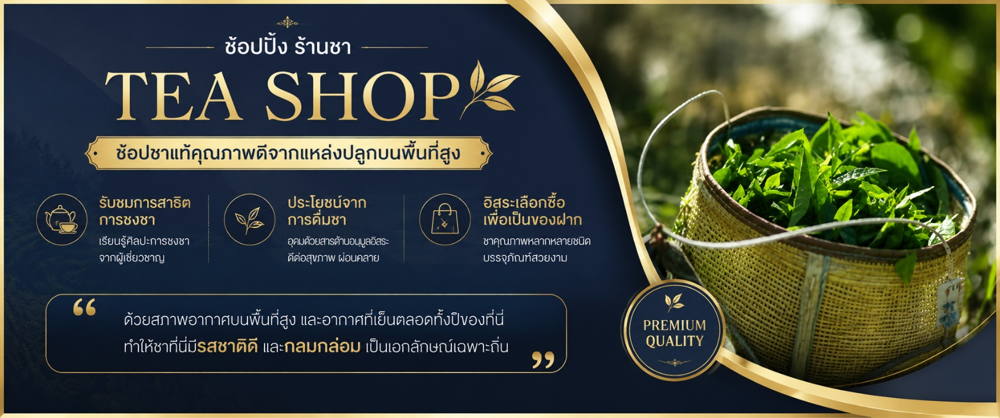 ช้อปปิ้ง ร้านชา
TEA SHOP
ช้อปชาแท้คุณภาพดีจากแหล่งปลูกบนพื้นที่สูง
รับชมการสาธิต
การชงชา
เรียนรู้ศิลปะการชงชา
จากผู้เชี่ยวชาญ
ประโยชน์จาก
การดื่มชา
อุดมด้วยสารต้านอนุมูลอิสระ
ดีต่อสุขภาพ ผ่อนคลาย
อิสระเลือกซื้อ
เพื่อเป็นของฝาก
ชาคุณภาพหลากหลายชนิด
บรรจุภัณฑ์สวยงาม
“ ด้วยสภาพอากาศบนพื้นที่สูง และอากาศที่เย็นตลอดทั้งปีของที่นี่
ทำให้ชาที่นี่มีรสชาติดี และกลมกล่อม เป็นเอกลักษณ์เฉพาะถิ่น ”
PREMIUM
QUALITY